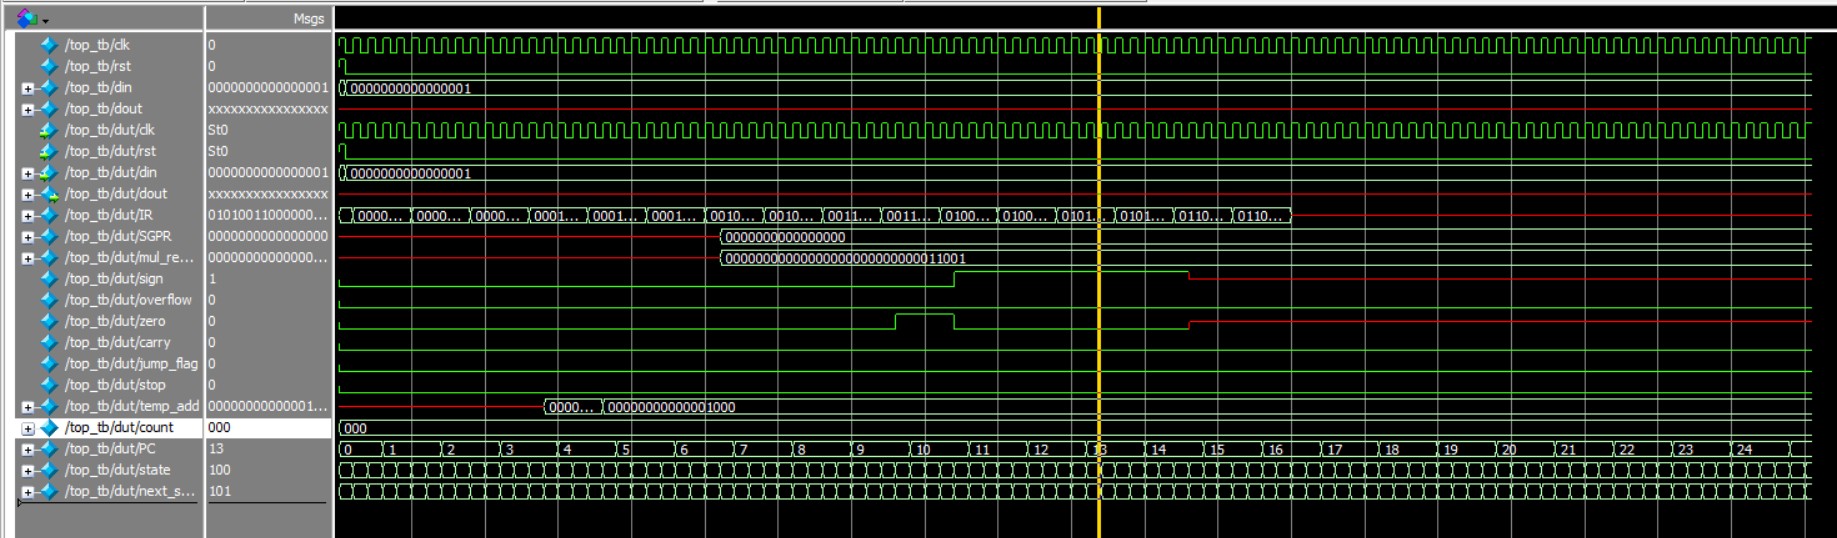 Msgs
/top_tb/clk 0
/top_tb/rst 0
/top_tb/din 0000000000000001 0000000000000001
/top_tb/dout xxxxxxxxxxxxxxxx
/top_tb/dut/clk St0
/top_tb/dut/rst St0
/top_tb/dut/din 0000000000000001 0000000000000001
/top_tb/dut/dout xxxxxxxxxxxxxxxx
/top_tb/dut/IR 01010011000000... 0000... 0000... 0000... 0001... 0001... 0001... 0010... 0010... 0011... 0011... 0100... 0100... 0101... 0101... 0110... 0110...
/top_tb/dut/SGPR 0000000000000000 0000000000000000
/top_tb/dut/mul_re... 00000000000000... 00000000000000000000000000011001
/top_tb/dut/sign 1
/top_tb/dut/overflow 0
/top_tb/dut/zero 0
/top_tb/dut/carry 0
/top_tb/dut/jump_flag 0
/top_tb/dut/stop 0
/top_tb/dut/temp_add 00000000000001... 0000... 00000000000001000
/top_tb/dut/count 000 000
/top_tb/dut/PC 13 0 1 2 3 4 5 6 7 8 9 10 11 12 13 14 15 16 17 18 19 20 21 22 23 24
/top_tb/dut/state 100
/top_tb/dut/next_s... 101